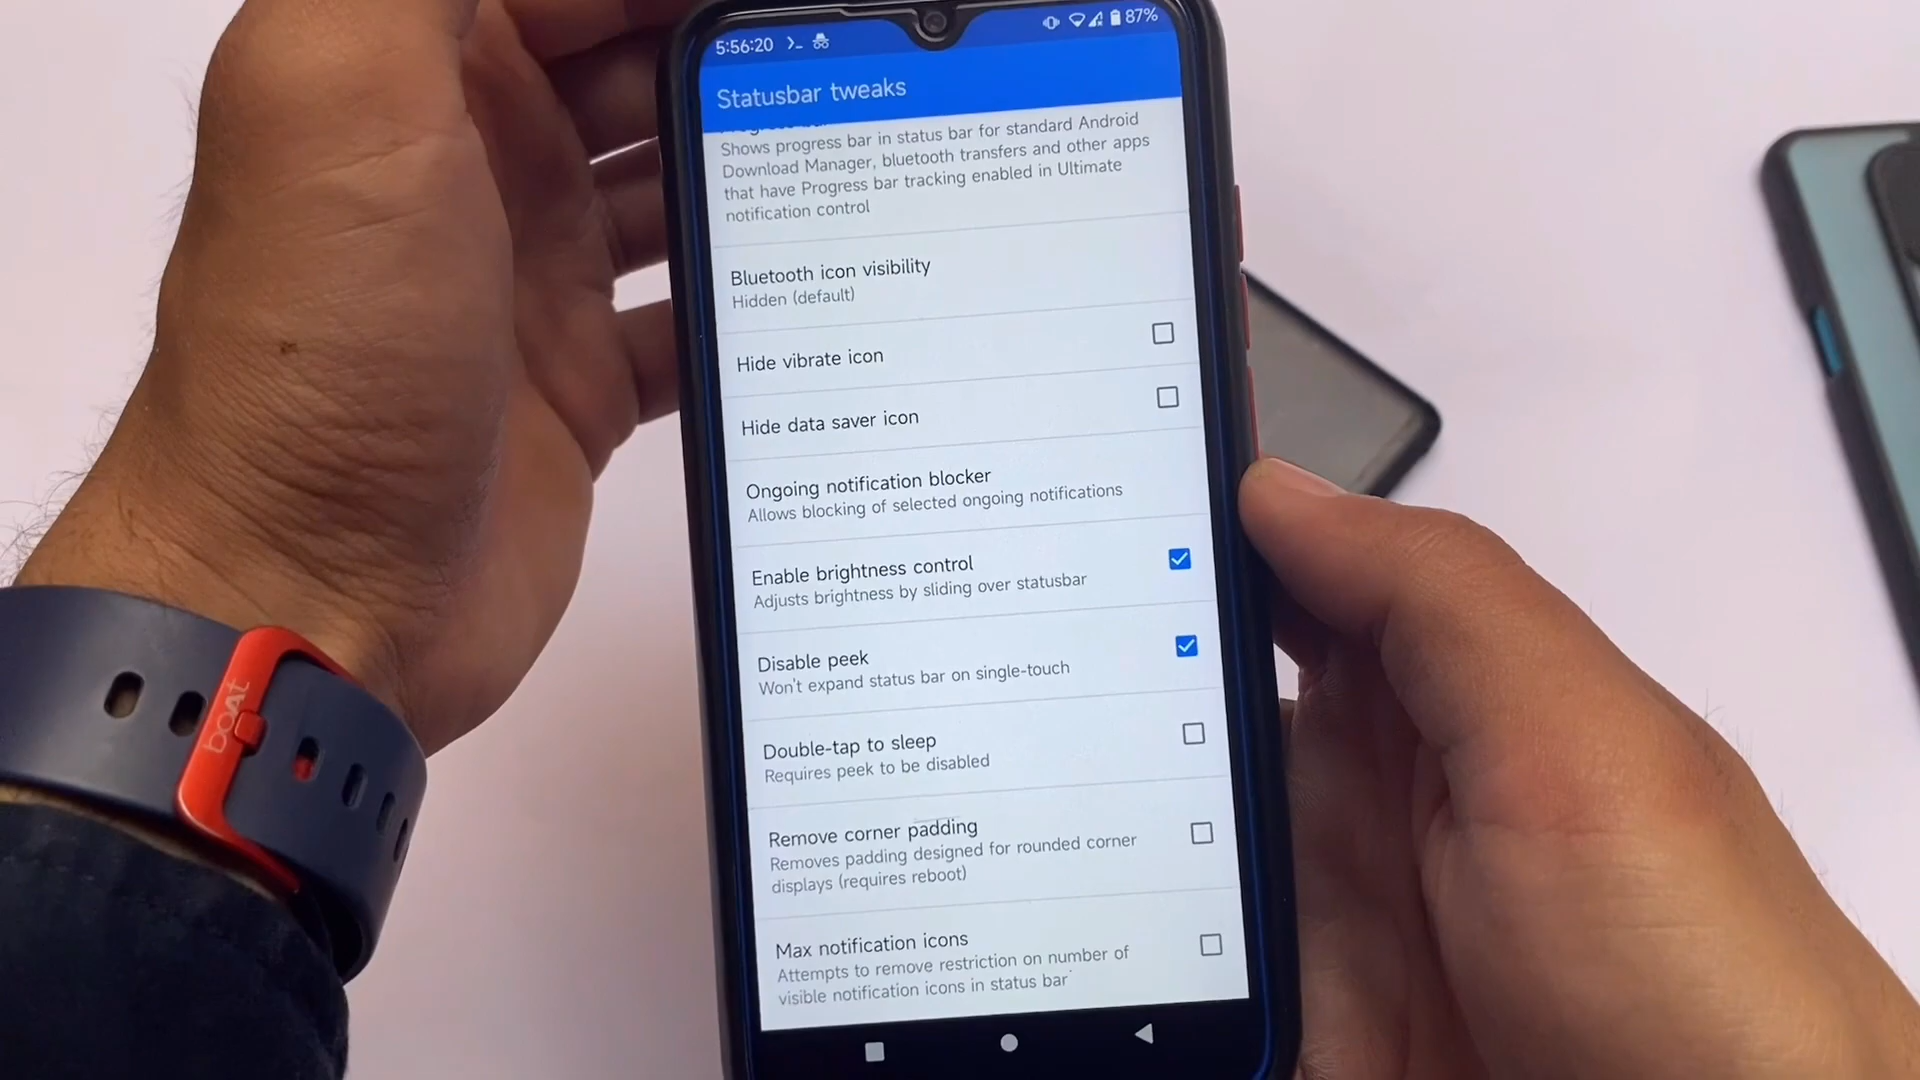 5:56:20
87%
Statusbar tweaks
Shows progress bar in status bar for standard Android
Download Manager, bluetooth transfers and other apps
that have Progress bar tracking enabled in Ultimate
notification control
Bluetooth icon visibility
Hidden (default)
Hide vibrate icon
Hide data saver icon
Ongoing notification blocker
Allows blocking of selected ongoing notifications
Enable brightness control
Adjusts brightness by sliding over statusbar
Disable peek
Won't expand status bar on single-touch
Double-tap to sleep
Requires peek to be disabled
Remove corner padding
Removes padding designed for rounded corner
displays (requires reboot)
Max notification icons
Attempts to remove restriction on number of
visible notification icons in status bar
boAt